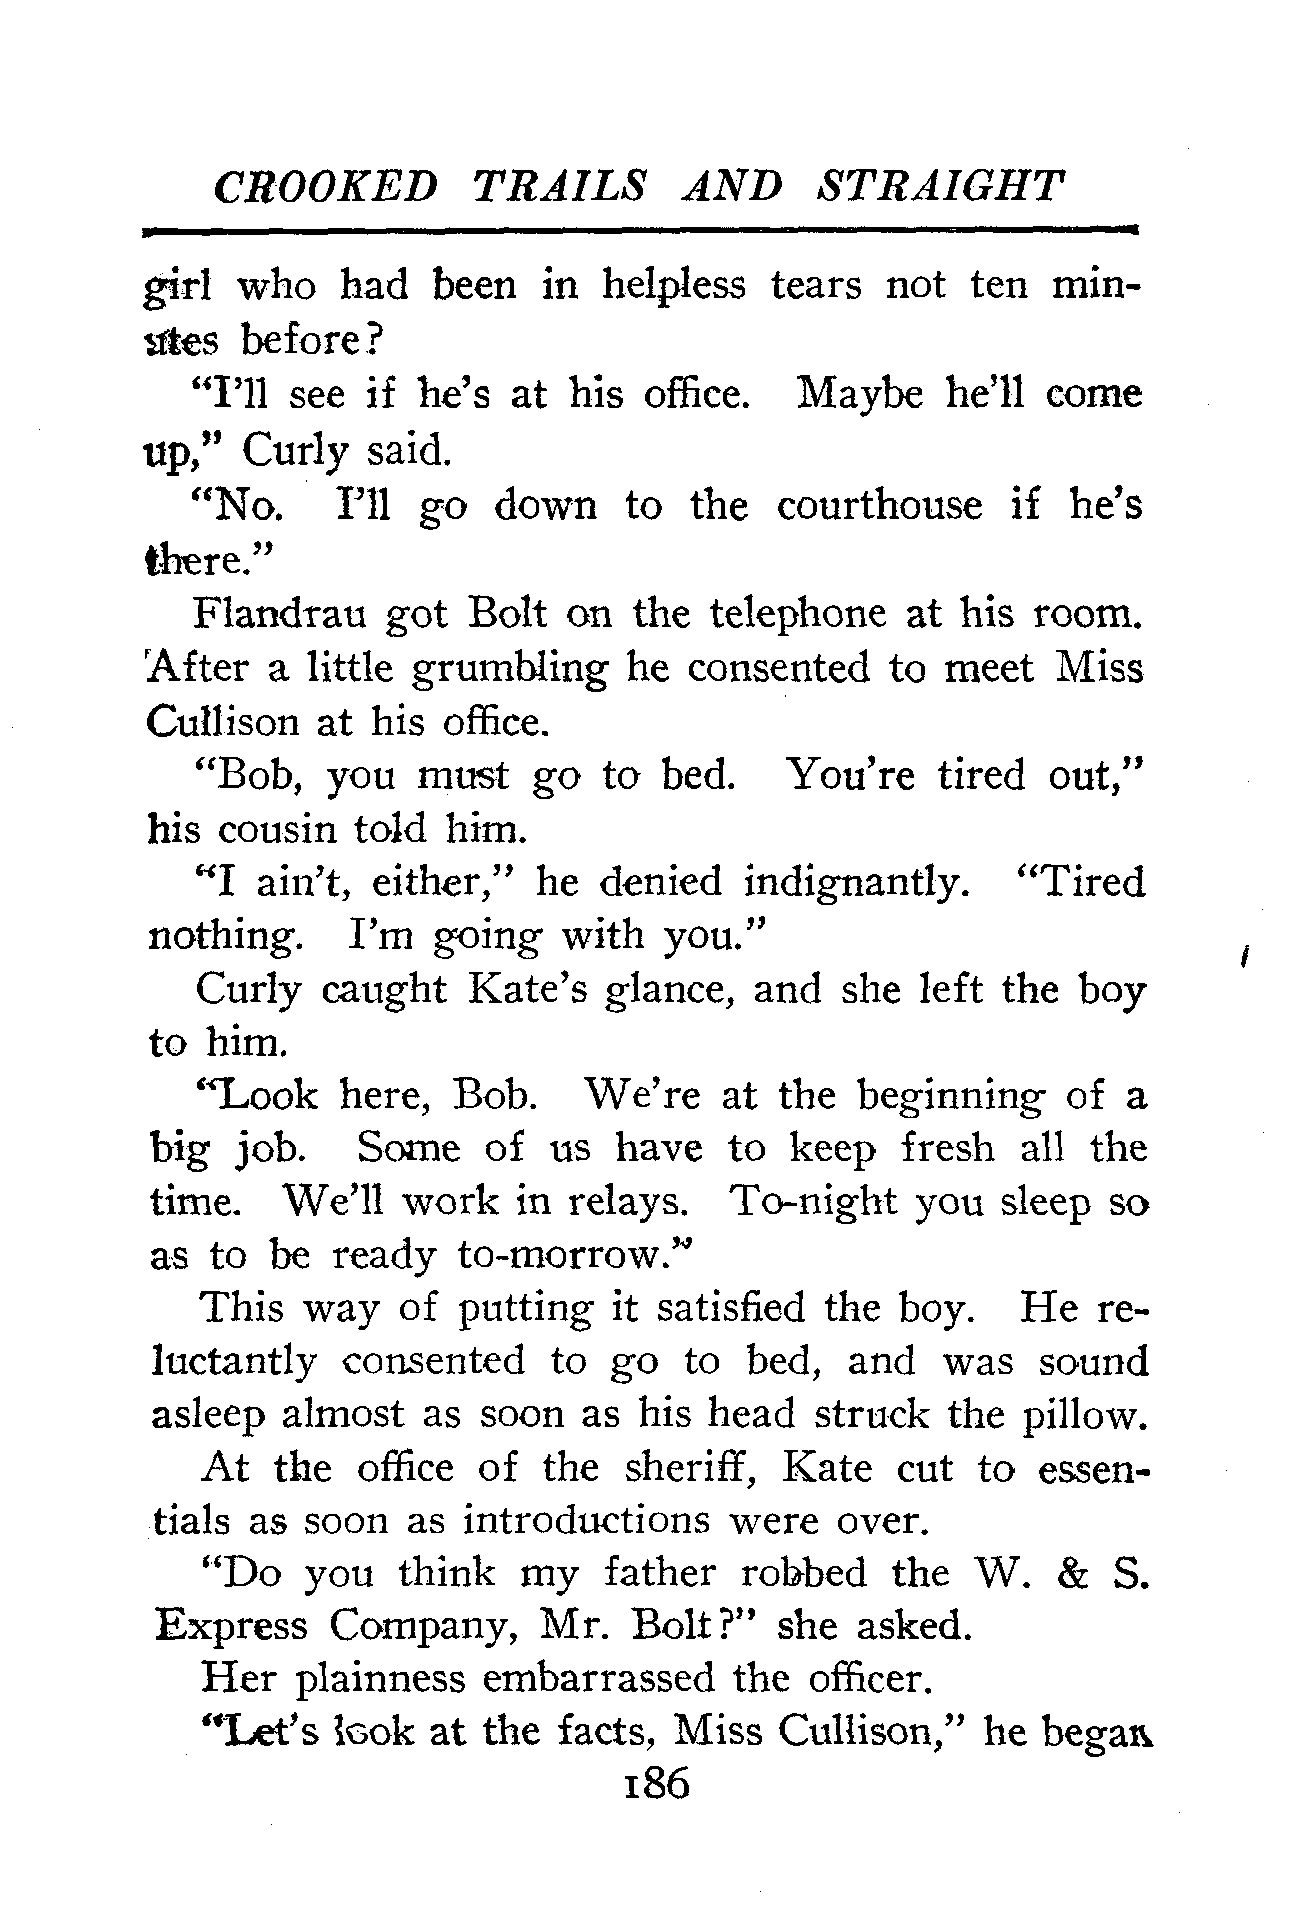 CROOKED TRAILS AND STRAIGHT
girl who had been in helpless tears not ten min-
utes before?
“I’ll see if he’s at his office. Maybe he’ll come
up,” Curly said.
“No. I’ll go down to the courthouse if he’s
there.”
Flandrau got Bolt on the telephone at his room.
After a little grumbling he consented to meet Miss
Cullison at his office.
“Bob, you must go to bed. You’re tired out,”
his cousin told him.
“I ain’t, either,” he denied indignantly. “Tired
nothing. I’m going with you.”
Curly caught Kate’s glance, and she left the boy
to him.
“Look here, Bob. We’re at the beginning of a
big job. Some of us have to keep fresh all the
time. We’ll work in relays. To-night you sleep so
as to be ready to-morrow.”
This way of putting it satisfied the boy. He re-
luctantly consented to go to bed, and was sound
asleep almost as soon as his head struck the pillow.
At the office of the sheriff, Kate cut to essen-
tials as soon as introductions were over.
“Do you think my father robbed the W. & S.
Express Company, Mr. Bolt?” she asked.
Her plainness embarrassed the officer.
“Let’s look at the facts, Miss Cullison,” he began
186